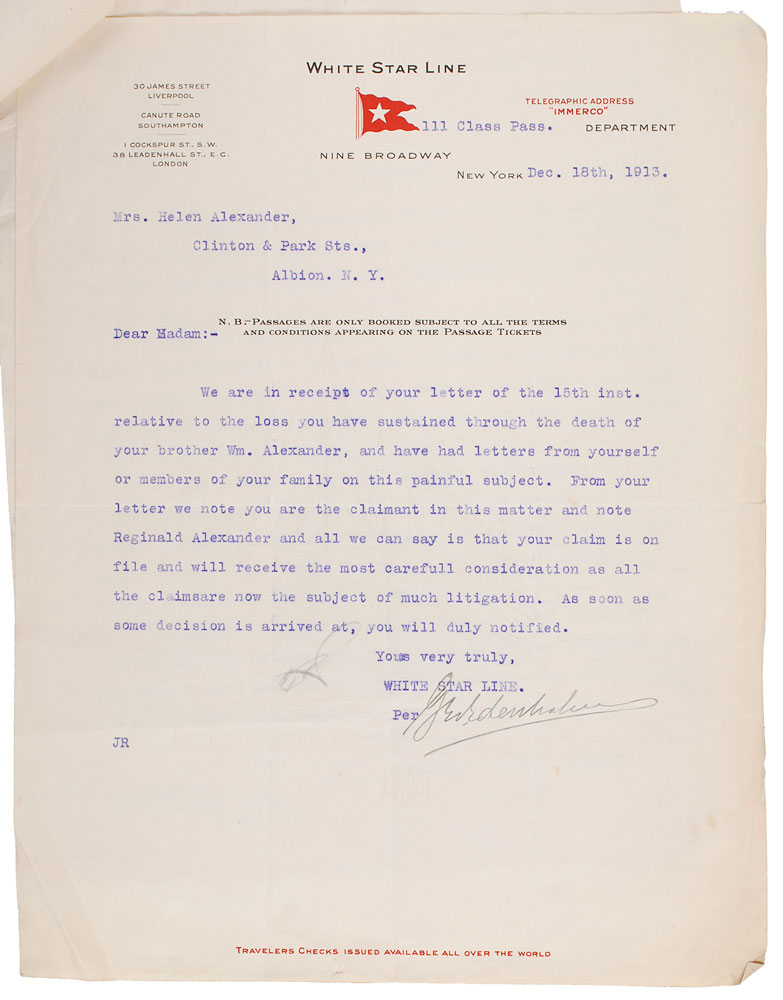 WHITE STAR LINE
30 JAMES STREET
LIVERPOOL
CANUTE ROAD
SOUTHAMPTON
1 COCKSPUR ST., S.W.
38 LEADENHALL ST., E.C.
LONDON
TELEGRAPHIC ADDRESS
"IMMERCO"
111 Class Pass. DEPARTMENT
NINE BROADWAY
NEW YORK Dec. 18th, 1913.
Mrs. Helen Alexander,
Clinton & Park Sts.,
Albion. N. Y.
N. B:-PASSAGES ARE ONLY BOOKED SUBJECT TO ALL THE TERMS
AND CONDITIONS APPEARING ON THE PASSAGE TICKETS
Dear Madam:-
We are in receipt of your letter of the 15th inst.
relative to the loss you have sustained through the death of
your brother Wm. Alexander, and have had letters from yourself
or members of your family on this painful subject. From your
letter we note you are the claimant in this matter and note
Reginald Alexander and all we can say is that your claim is on
file and will receive the most carefull consideration as all
the claimsare now the subject of much litigation. As soon as
some decision is arrived at, you will duly notified.
Yours very truly,
WHITE STAR LINE.
Per
JR
TRAVELERS CHECKS ISSUED AVAILABLE ALL OVER THE WORLD